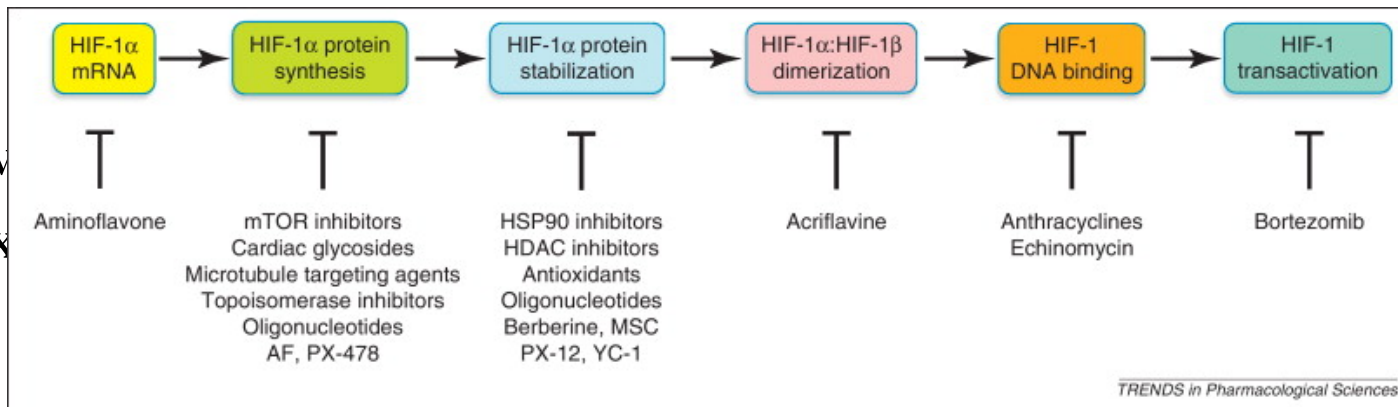 HIF-1α
mRNA
HIF-1α protein
synthesis
HIF-1α protein
stabilization
HIF-1α:HIF-1β
dimerization
HIF-1
DNA binding
HIF-1
transactivation
Aminoflavone
mTOR inhibitors
Cardiac glycosides
Microtubule targeting agents
Topoisomerase inhibitors
Oligonucleotides
AF, PX-478
HSP90 inhibitors
HDAC inhibitors
Antioxidants
Oligonucleotides
Berberine, MSC
PX-12, YC-1
Acriflavine
Anthracyclines
Echinomycin
Bortezomib
TRENDS in Pharmacological Sciences